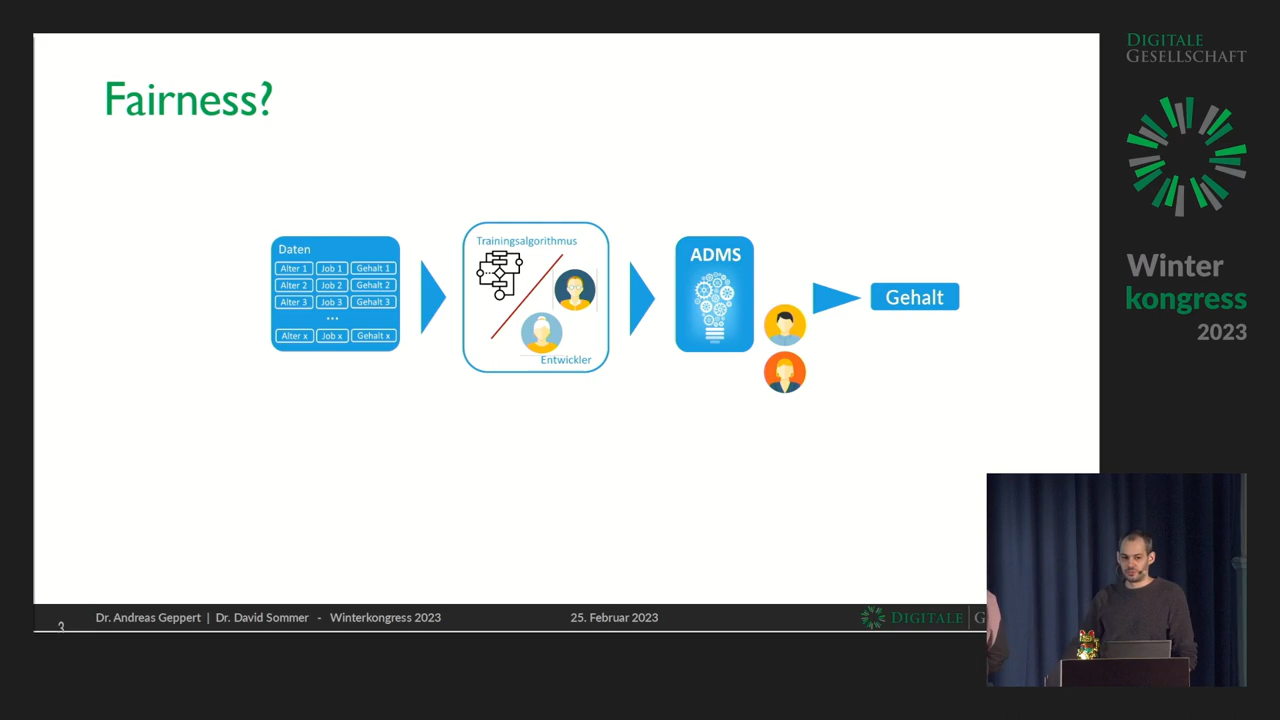 Fairness?
Daten
Alter 1 Job 1 Gehalt 1
Alter 2 Job 2 Gehalt 2
Alter 3 Job 3 Gehalt 3
...
Alter x Job x Gehalt x
Trainingsalgorithmus
Entwickler
ADMS
Gehalt
3
Dr. Andreas Geppert | Dr. David Sommer - Winterkongress 2023
25. Februar 2023
DIGITALE G
DIGITALE
GESELLSCHAFT
Winter
kongress
2023